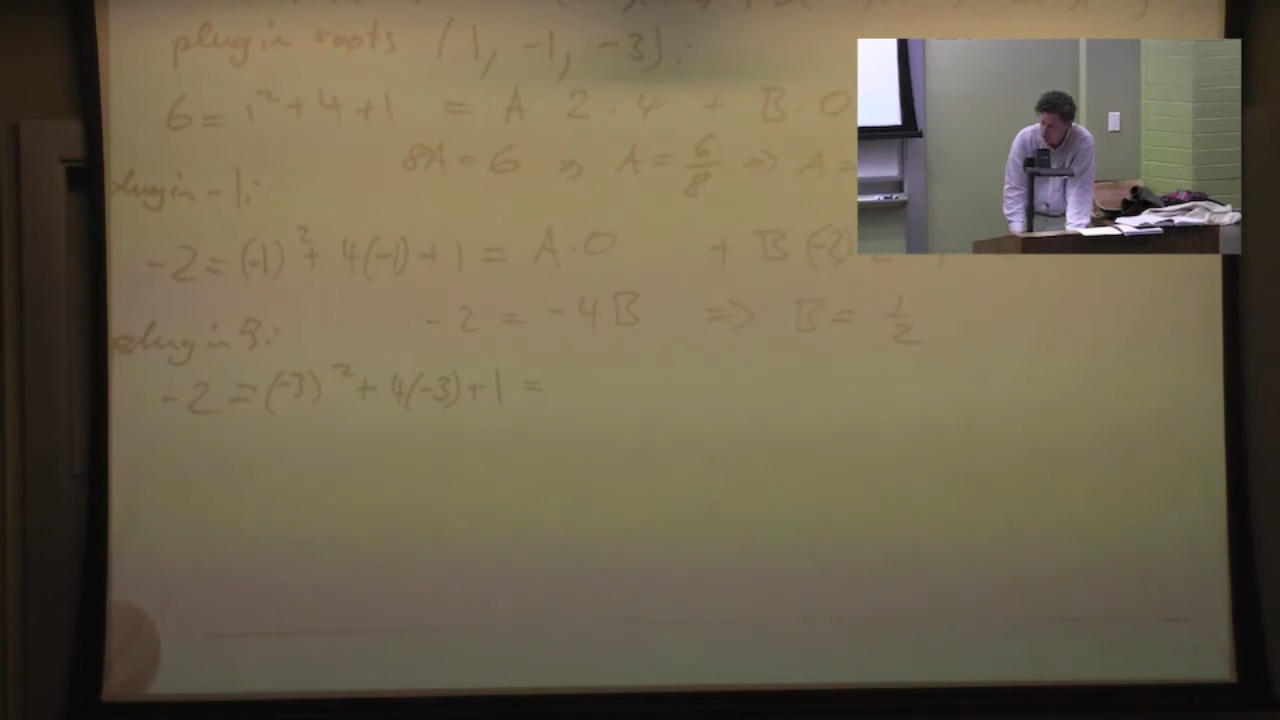 plug in roots (1, -1, -3):
6 = 1² + 4 + 1 = A 2 · 4 + B · 0
8A = 6 => A = 6/8 => A =
plug in -1:
-2 = (-1)² + 4(-1) + 1 = A · 0 + B (-2)
-2 = -4B => B = 1/2
plug in 3:
-2 = (-3)² + 4(-3) + 1 =